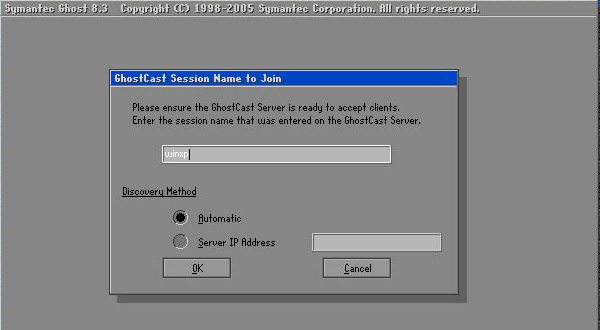 Symantec Ghost 8.3 Copyright (C) 1998-2005 Symantec Corporation. All rights reserved.
GhostCast Session Name to Join
Please ensure the GhostCast Server is ready to accept clients.
Enter the session name that was entered on the GhostCast Server.
winxp
Discovery Method
Automatic
Server IP Address
OK
Cancel